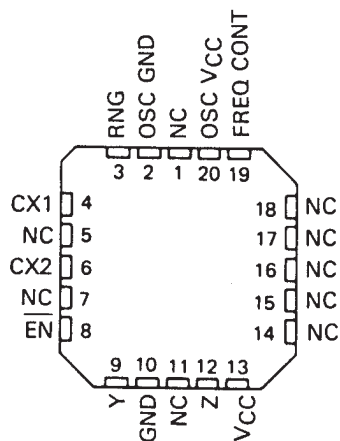 RNG
OSC GND
NC
OSC VCC
FREQ CONT
3 2 1 20 19
CX1 4
NC 5
CX2 6
NC 7
EN 8
18 NC
17 NC
16 NC
15 NC
14 NC
9 10 11 12 13
Y
GND
NC
Z
VCC